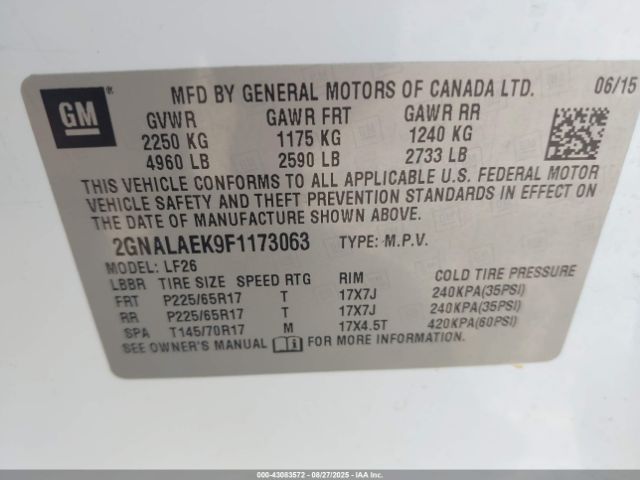 GM
®
MFD BY GENERAL MOTORS OF CANADA LTD. 06/15
GVWR GAWR FRT GAWR RR
2250 KG 1175 KG 1240 KG
4960 LB 2590 LB 2733 LB
THIS VEHICLE CONFORMS TO ALL APPLICABLE U.S. FEDERAL MOTOR
VEHICLE SAFETY AND THEFT PREVENTION STANDARDS IN EFFECT ON
THE DATE OF MANUFACTURE SHOWN ABOVE.
2GNALAEK9F1173063 TYPE: M.P.V.
MODEL: LF26
LBBR TIRE SIZE SPEED RTG RIM COLD TIRE PRESSURE
FRT P225/65R17 T 17X7J 240KPA(35PSI)
RR P225/65R17 T 17X7J 240KPA(35PSI)
SPA T145/70R17 M 17X4.5T 420KPA(60PSI)
SEE OWNER'S MANUAL FOR MORE INFORMATION.
000-43083572 - 08/27/2025 - IAAI.COM